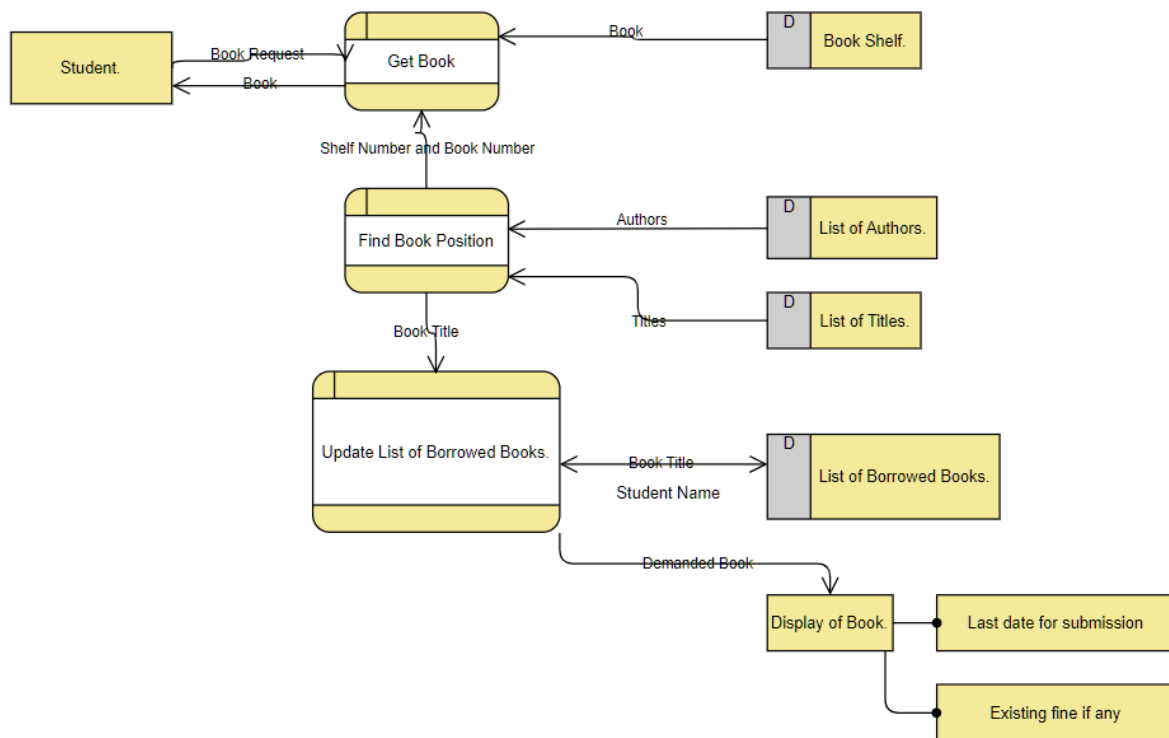 D
Book
Book Shelf.
Student.
Book Request
Get Book
Book
Shelf Number and Book Number
D
Authors
List of Authors.
Find Book Position
D
Titles
List of Titles.
Book Title
D
Update List of Borrowed Books.
Book Title
List of Borrowed Books.
Student Name
Demanded Book
Display of Book.
Last date for submission
Existing fine if any